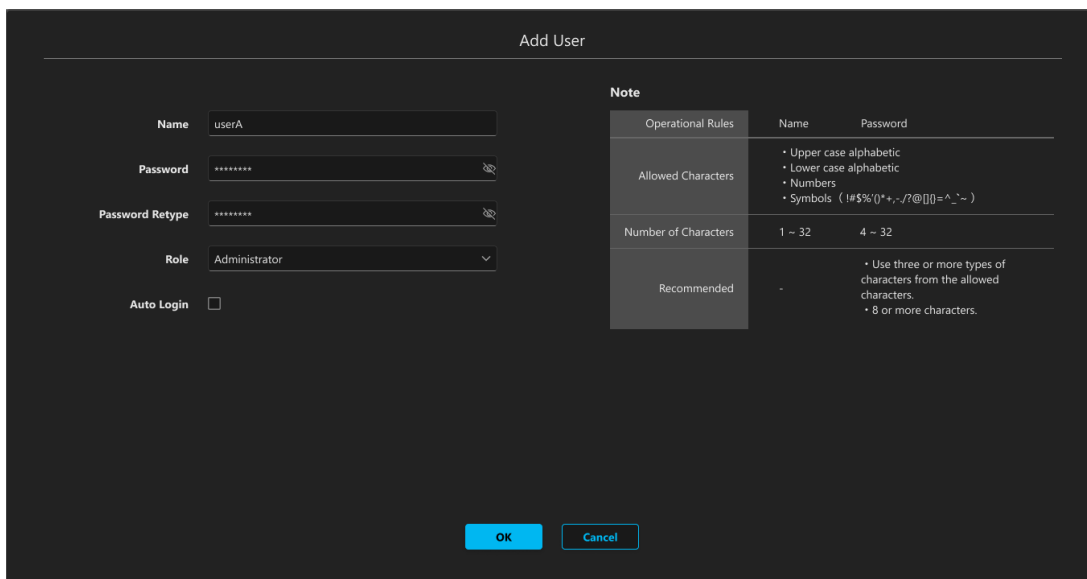 Add User
Name userA
Password ********
Password Retype ********
Role Administrator
Auto Login
Note
Operational Rules Name Password
Allowed Characters
・Upper case alphabetic
・Lower case alphabetic
・Numbers
・Symbols ( !#$%'()*+,-./?@[]{}=^_`~ )
Number of Characters 1 ~ 32 4 ~ 32
Recommended -
・Use three or more types of
characters from the allowed
characters.
・8 or more characters.
OK Cancel